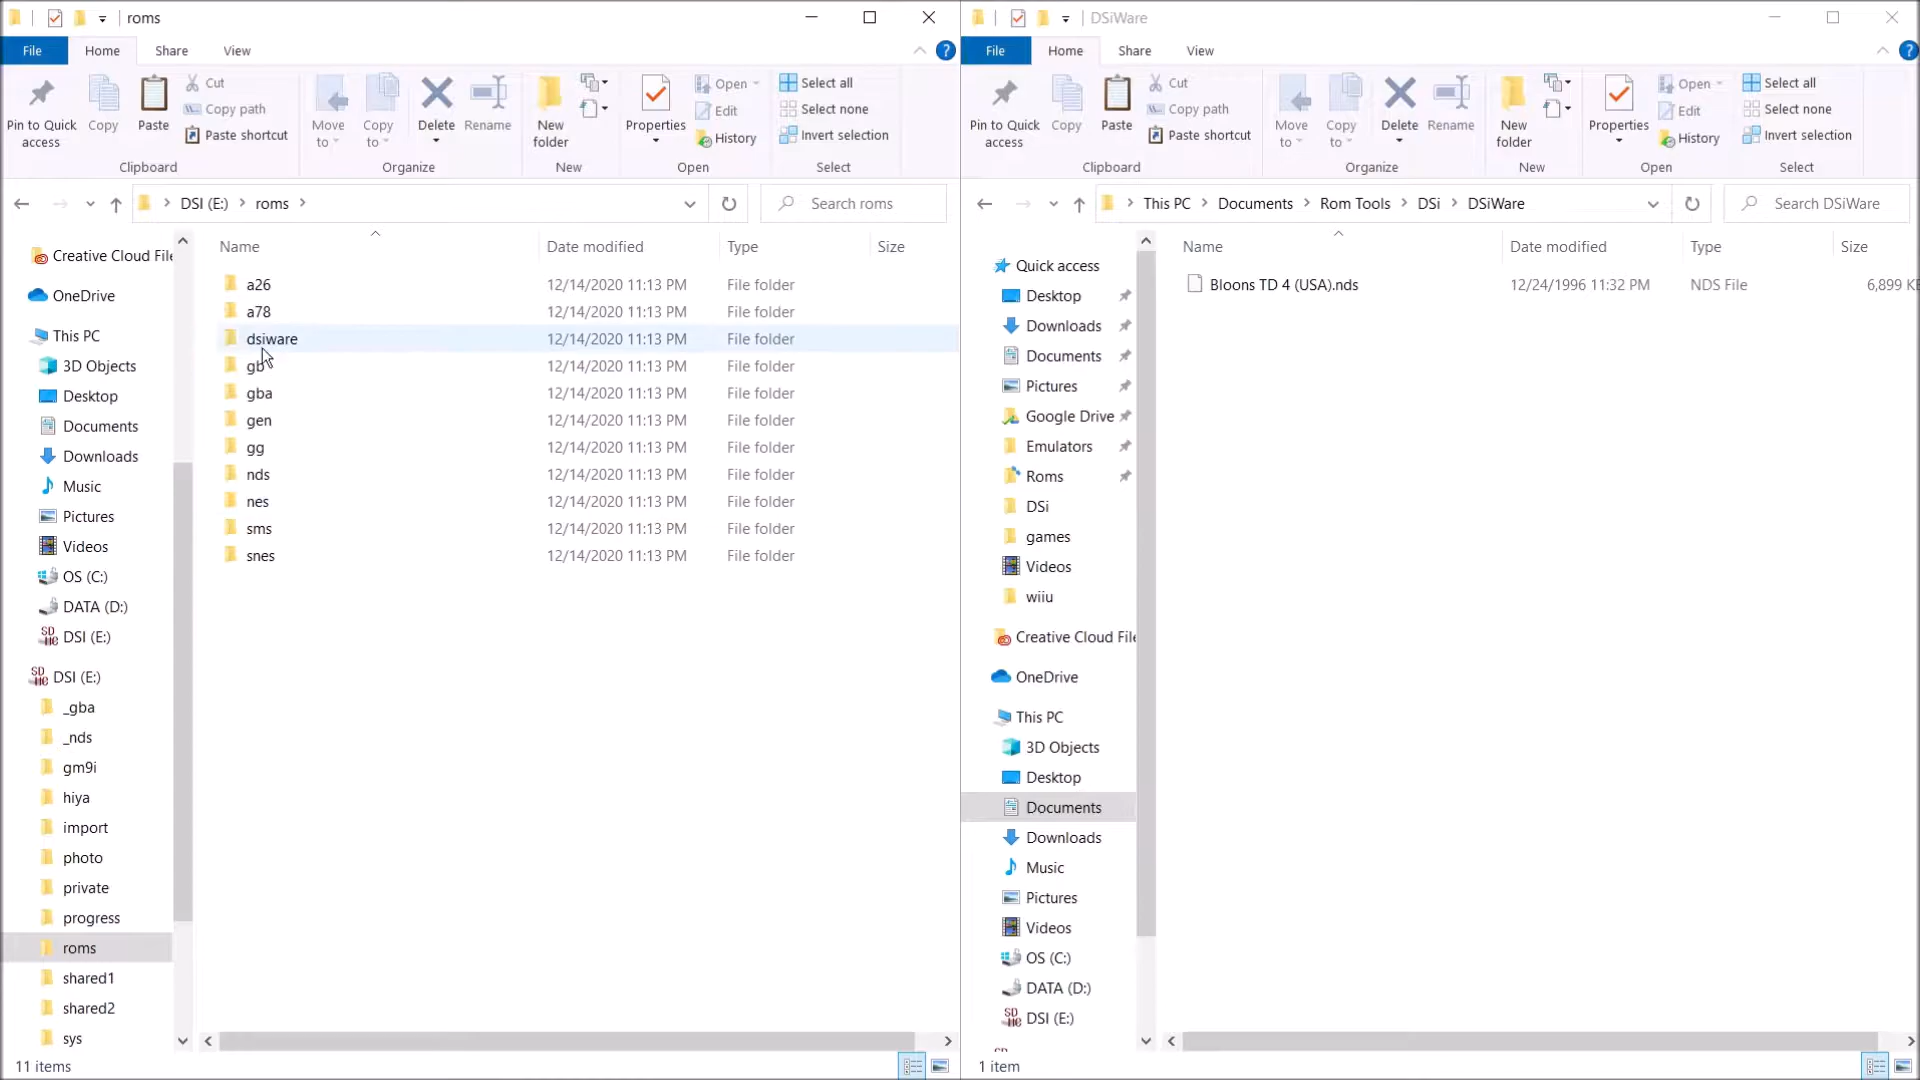 roms
File Home Share View
Pin to Quick access
Copy
Paste
Cut
Copy path
Paste shortcut
Clipboard
Move to
Copy to
Delete
Rename
Organize
New folder
New
Properties
Open
Edit
History
Open
Select all
Select none
Invert selection
Select
DSI (E:) roms
Search roms
Creative Cloud File
OneDrive
This PC
3D Objects
Desktop
Documents
Downloads
Music
Pictures
Videos
OS (C:)
DATA (D:)
DSI (E:)
DSI (E:)
_gba
_nds
gm9i
hiya
import
photo
private
progress
roms
shared1
shared2
sys
Name Date modified Type Size
a26 12/14/2020 11:13 PM File folder
a78 12/14/2020 11:13 PM File folder
dsiware 12/14/2020 11:13 PM File folder
gb 12/14/2020 11:13 PM File folder
gba 12/14/2020 11:13 PM File folder
gen 12/14/2020 11:13 PM File folder
gg 12/14/2020 11:13 PM File folder
nds 12/14/2020 11:13 PM File folder
nes 12/14/2020 11:13 PM File folder
sms 12/14/2020 11:13 PM File folder
snes 12/14/2020 11:13 PM File folder
11 items
DSiWare
File Home Share View
Pin to Quick access
Copy
Paste
Cut
Copy path
Paste shortcut
Clipboard
Move to
Copy to
Delete
Rename
Organize
New folder
New
Properties
Open
Edit
History
Open
Select all
Select none
Invert selection
Select
This PC Documents Rom Tools DSi DSiWare
Search DSiWare
Quick access
Desktop
Downloads
Documents
Pictures
Google Drive
Emulators
Roms
DSi
games
Videos
wiiu
Creative Cloud File
OneDrive
This PC
3D Objects
Desktop
Documents
Downloads
Music
Pictures
Videos
OS (C:)
DATA (D:)
DSI (E:)
Name Date modified Type Size
Bloons TD 4 (USA).nds 12/24/1996 11:32 PM NDS File 6,899 K
1 item